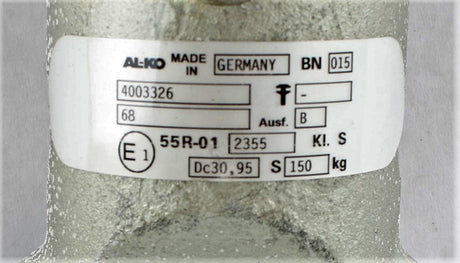 AL-KO MADE IN GERMANY BN 015
4003326 -
68 Ausf. B
E1 55R-01 2355 Kl. S
Dc30,95 S 150 kg